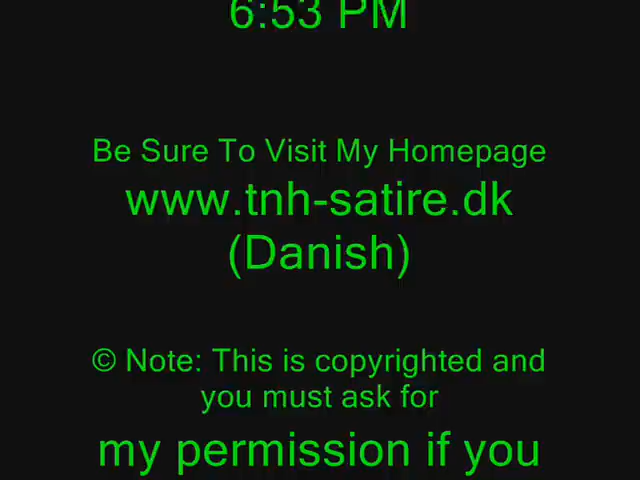 6:53 PM
Be Sure To Visit My Homepage
www.tnh-satire.dk
(Danish)
© Note: This is copyrighted and
you must ask for
my permission if you